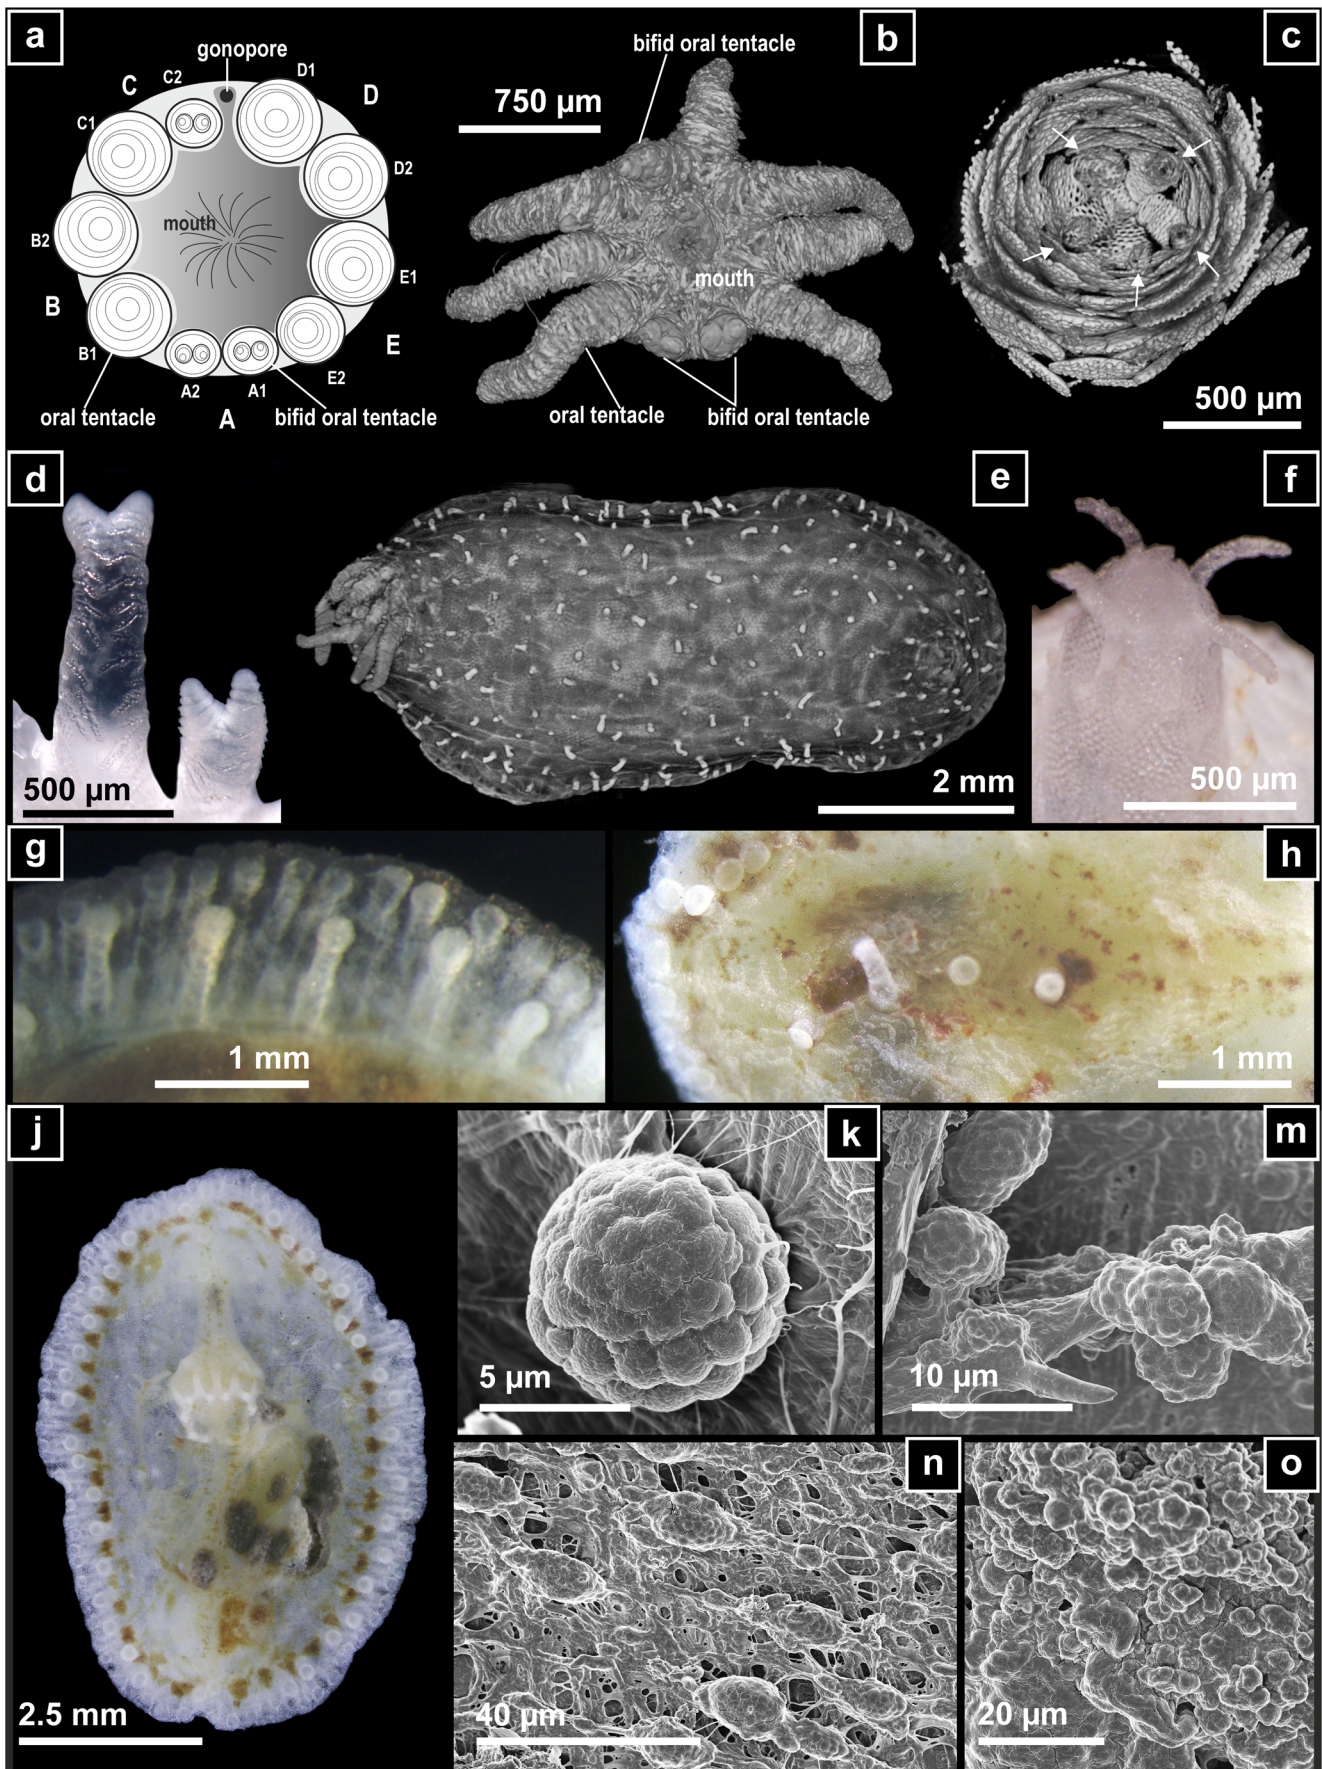 a
gonopore
C
C2
D1
D
C1
D2
B2
mouth
E1
B
B1
A2
A1
E2
E
A
oral tentacle
bifid oral tentacle
b
bifid oral tentacle
750 µm
mouth
oral tentacle
bifid oral tentacle
c
500 µm
d
500 µm
e
2 mm
f
500 µm
g
1 mm
h
1 mm
j
2.5 mm
k
5 µm
m
10 µm
n
40 µm
o
20 µm